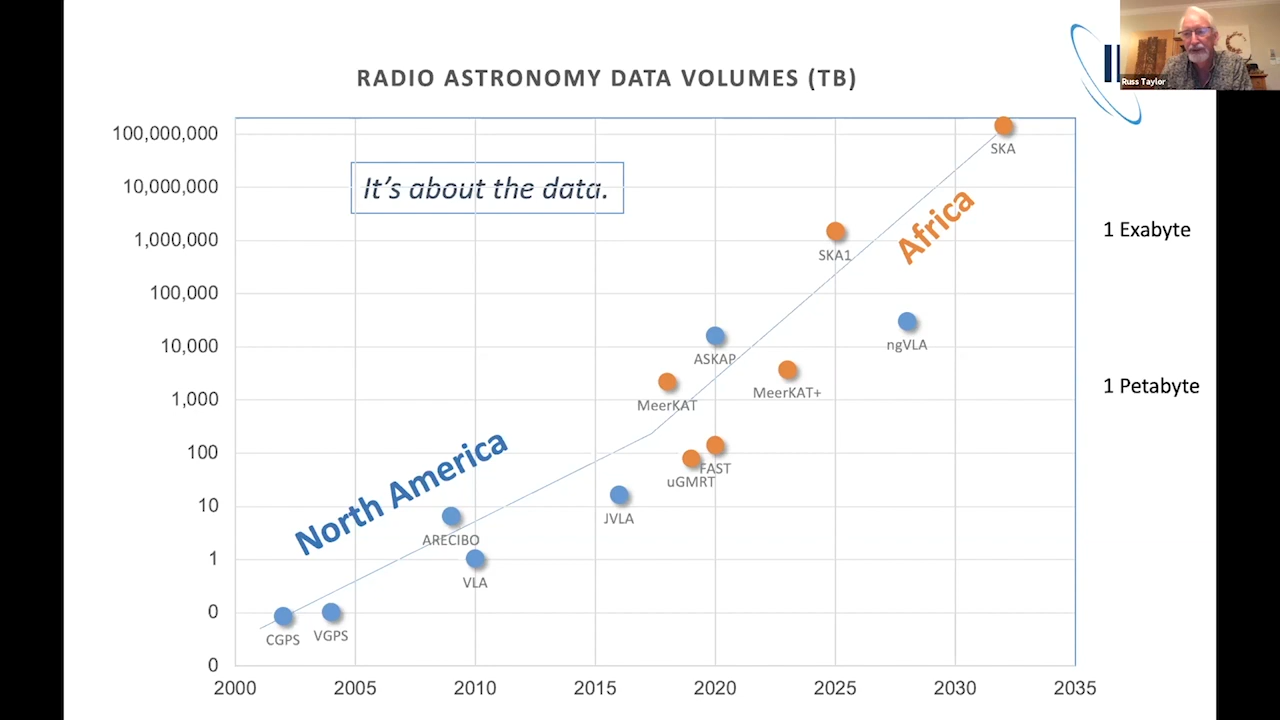 RADIO ASTRONOMY DATA VOLUMES (TB)
Russ Taylor
100,000,000
10,000,000
1,000,000
100,000
10,000
1,000
100
10
1
0
0
It's about the data.
North America
Africa
SKA
SKA1
ngVLA
ASKAP
MeerKAT+
MeerKAT
FAST
uGMRT
JVLA
ARECIBO
VLA
CGPS
VGPS
1 Exabyte
1 Petabyte
2000 2005 2010 2015 2020 2025 2030 2035